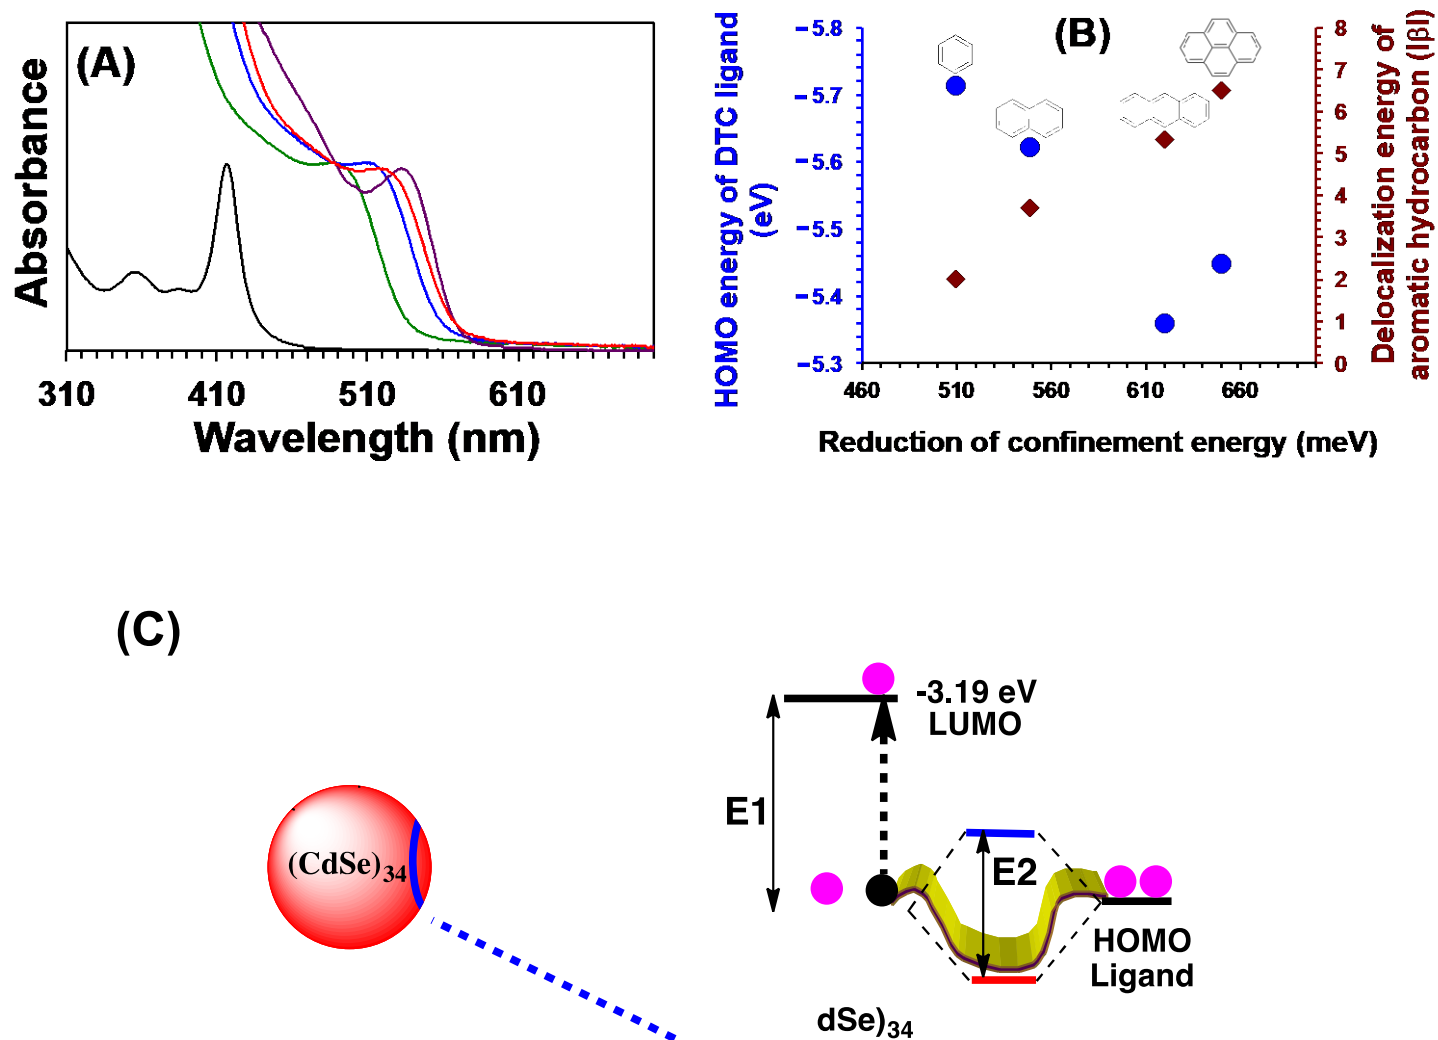 (A)
Absorbance
310
410
510
610
Wavelength (nm)
(B)
HOMO energy of DTC ligand
(eV)
−5.8
−5.7
−5.6
−5.5
−5.4
−5.3
460
510
560
610
660
Reduction of confinement energy (meV)
8
7
6
5
4
3
2
1
0
Delocalization energy of
aromatic hydrocarbon (IβI)
(C)
(CdSe)34
-3.19 eV
LUMO
E1
E2
HOMO
Ligand
dSe)34